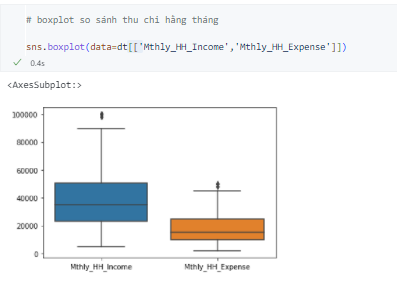 # boxplot so sánh thu chi hằng tháng
sns.boxplot(data=dt[['Mthly_HH_Income','Mthly_HH_Expense']])
✓ 0.4s
<AxesSubplot:>
100000
80000
60000
40000
20000
0
Mthly_HH_Income Mthly_HH_Expense